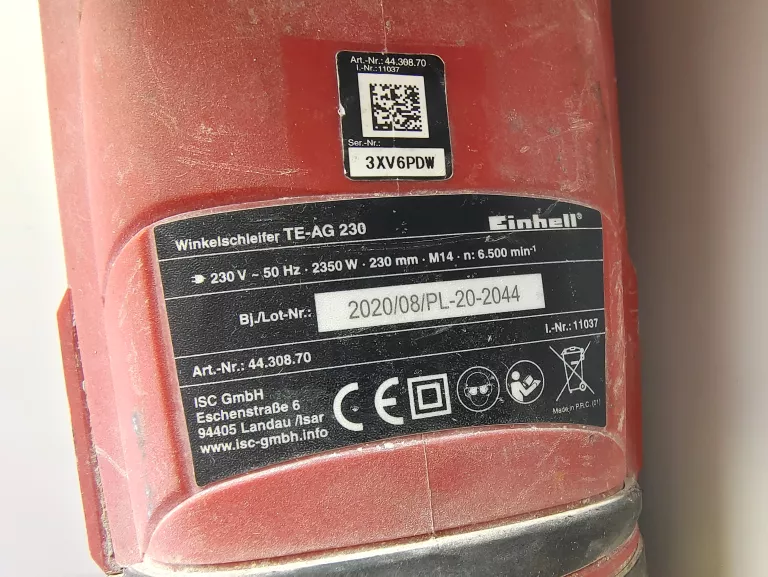 Art.-Nr.: 44.308.70
I.-Nr.: 11037
Ser.-Nr.:
3XV6PDW
Winkelschleifer TE-AG 230
Einhell®
230 V ~ 50 Hz · 2350 W · 230 mm · M14 · n: 6.500 min-¹
Bj./Lot-Nr.: 2020/08/PL-20-2044
Art.-Nr.: 44.308.70
I.-Nr.: 11037
ISC GmbH
Eschenstraße 6
94405 Landau /Isar
www.isc-gmbh.info
CE
Made in P.R.C. (01)